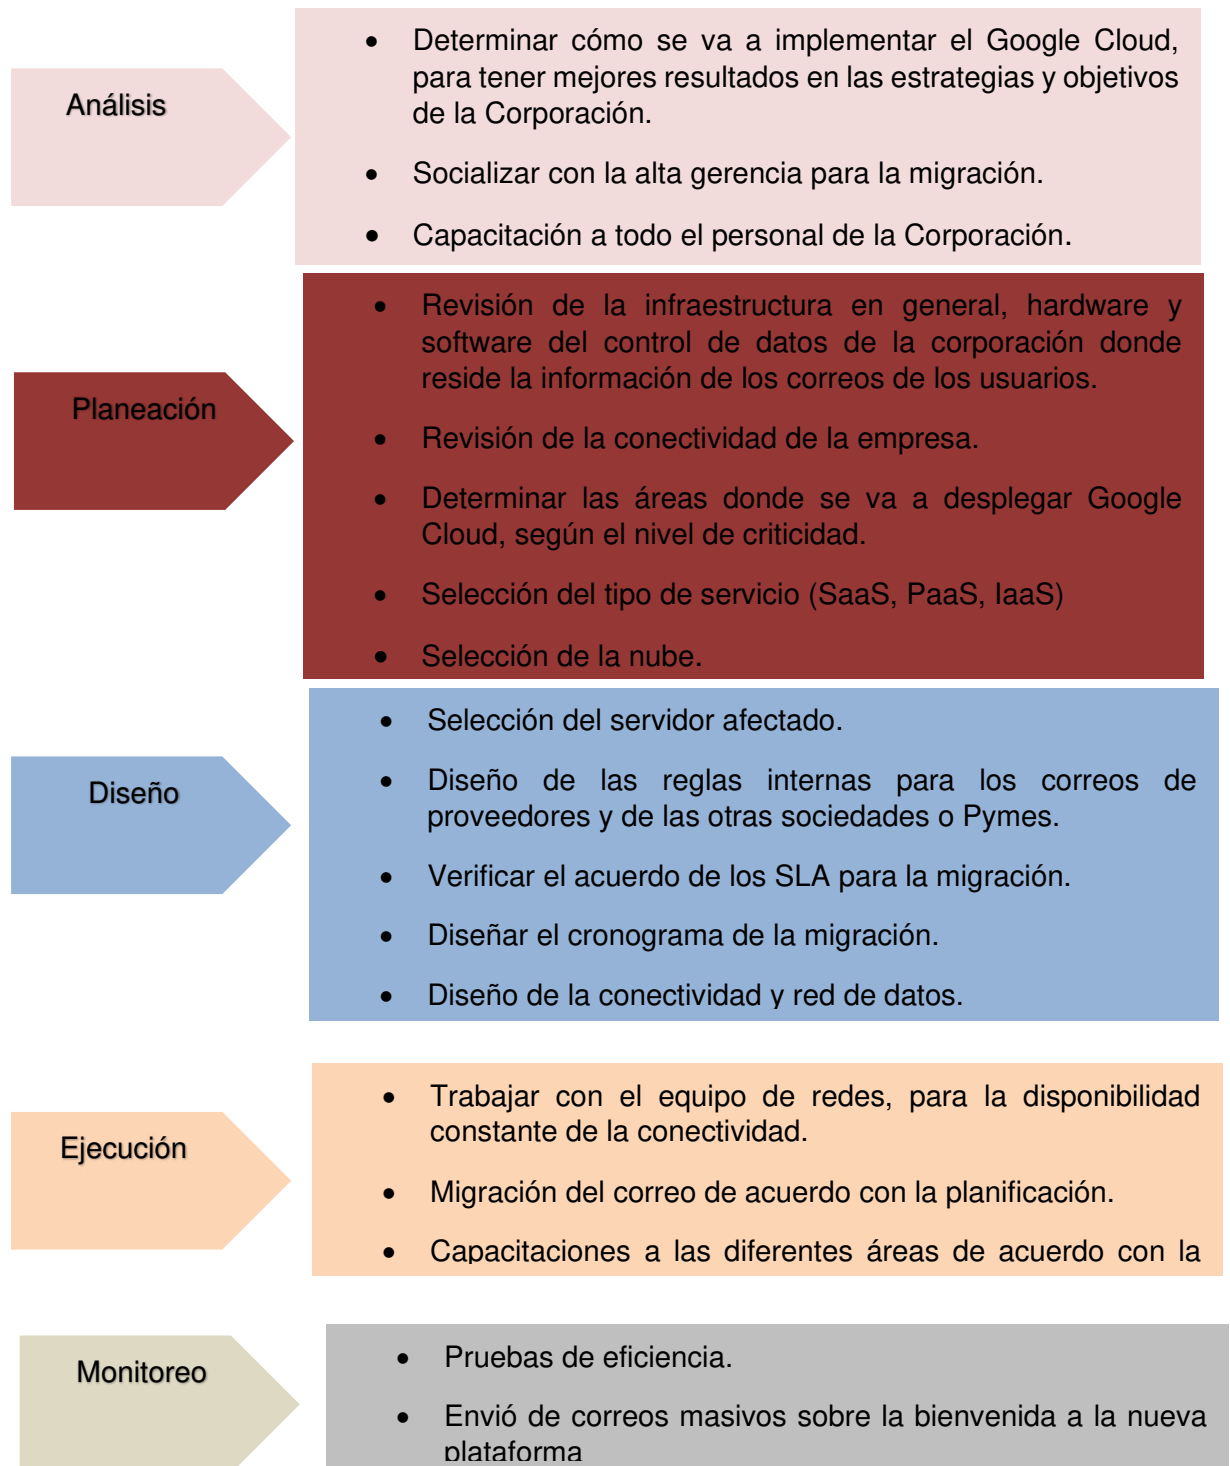 Análisis
• Determinar cómo se va a implementar el Google Cloud,
para tener mejores resultados en las estrategias y objetivos
de la Corporación.
• Socializar con la alta gerencia para la migración.
• Capacitación a todo el personal de la Corporación.
Planeación
• Revisión de la infraestructura en general, hardware y
software del control de datos de la corporación donde
reside la información de los correos de los usuarios.
• Revisión de la conectividad de la empresa.
• Determinar las áreas donde se va a desplegar Google
Cloud, según el nivel de criticidad.
• Selección del tipo de servicio (SaaS, PaaS, IaaS)
• Selección de la nube.
Diseño
• Selección del servidor afectado.
• Diseño de las reglas internas para los correos de
proveedores y de las otras sociedades o Pymes.
• Verificar el acuerdo de los SLA para la migración.
• Diseñar el cronograma de la migración.
• Diseño de la conectividad y red de datos.
Ejecución
• Trabajar con el equipo de redes, para la disponibilidad
constante de la conectividad.
• Migración del correo de acuerdo con la planificación.
• Capacitaciones a las diferentes áreas de acuerdo con la
Monitoreo
• Pruebas de eficiencia.
• Envió de correos masivos sobre la bienvenida a la nueva
plataforma